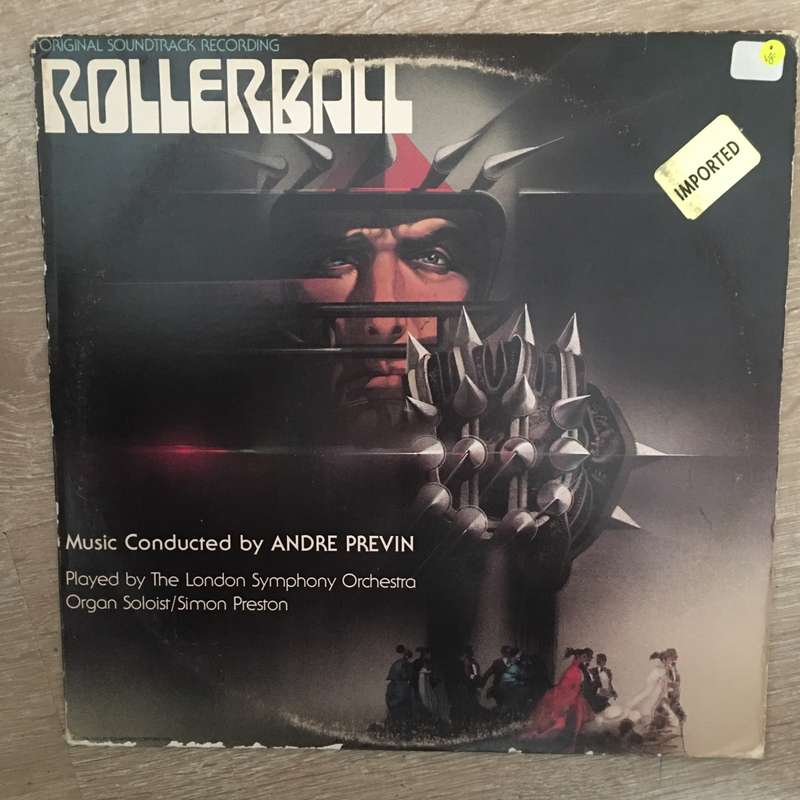 ORIGINAL SOUNDTRACK RECORDING
ROLLERBALL
IMPORTED
Music Conducted by ANDRE PREVIN
Played by The London Symphony Orchestra
Organ Soloist/Simon Preston